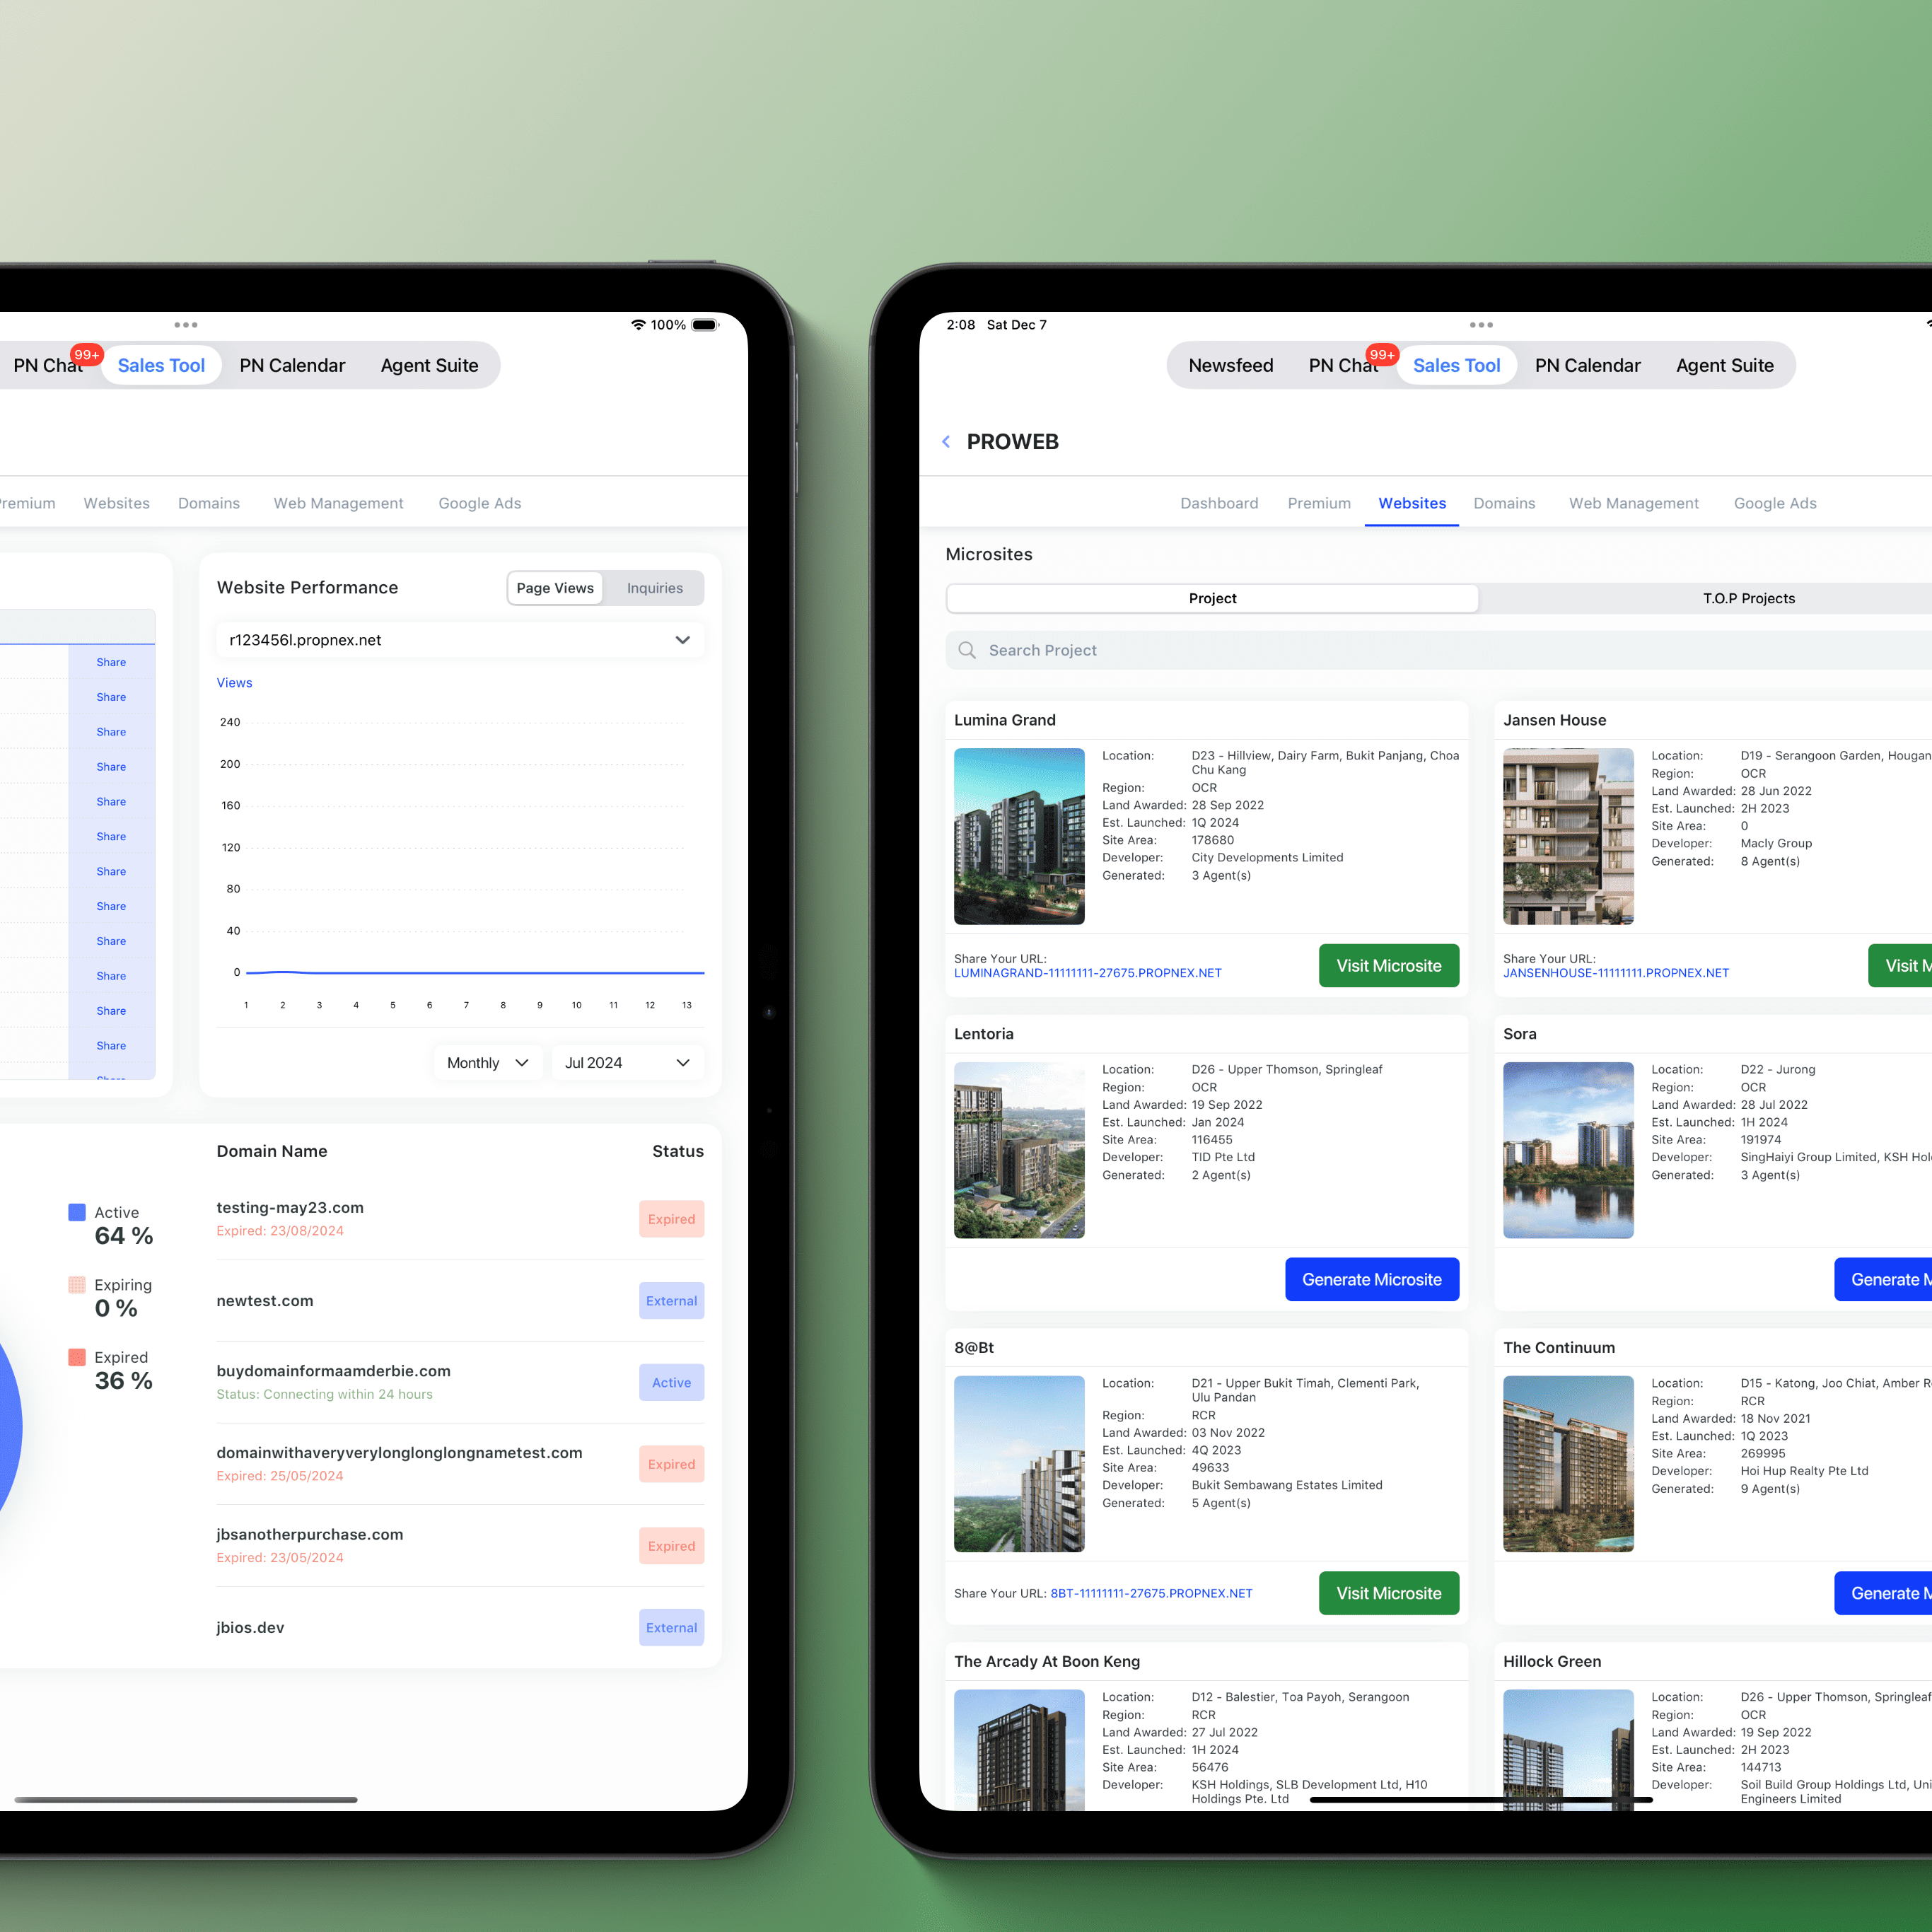 100%
PN Chat
99+
Sales Tool
PN Calendar
Agent Suite
Premium
Websites
Domains
Web Management
Google Ads
Share
Share
Share
Share
Share
Share
Share
Share
Share
Share
Share
Share
Share
Website Performance
Page Views
Inquiries
r123456l.propnex.net
Views
240
200
160
120
80
40
0
1 2 3 4 5 6 7 8 9 10 11 12 13
Monthly
Jul 2024
Active
64 %
Expiring
0 %
Expired
36 %
Domain Name
Status
testing-may23.com
Expired: 23/08/2024
Expired
newtest.com
External
buydomainformaamderbie.com
Status: Connecting within 24 hours
Active
domainwithaveryverylonglonglongnametest.com
Expired: 25/05/2024
Expired
jbsanotherpurchase.com
Expired: 23/05/2024
Expired
jbios.dev
External
2:08 Sat Dec 7
Newsfeed
PN Chat
99+
Sales Tool
PN Calendar
Agent Suite
PROWEB
Dashboard
Premium
Websites
Domains
Web Management
Google Ads
Microsites
Project
T.O.P Projects
Search Project
Lumina Grand
Location: D23 - Hillview, Dairy Farm, Bukit Panjang, Choa
Chu Kang
Region: OCR
Land Awarded: 28 Sep 2022
Est. Launched: 1Q 2024
Site Area: 178680
Developer: City Developments Limited
Generated: 3 Agent(s)
Share Your URL:
LUMINAGRAND-11111111-27675.PROPNEX.NET
Visit Microsite
Jansen House
Location: D19 - Serangoon Garden, Hougan
Region: OCR
Land Awarded: 28 Jun 2022
Est. Launched: 2H 2023
Site Area: 0
Developer: Macly Group
Generated: 8 Agent(s)
Share Your URL:
JANSENHOUSE-11111111.PROPNEX.NET
Visit M
Lentoria
Location: D26 - Upper Thomson, Springleaf
Region: OCR
Land Awarded: 19 Sep 2022
Est. Launched: Jan 2024
Site Area: 116455
Developer: TID Pte Ltd
Generated: 2 Agent(s)
Generate Microsite
Sora
Location: D22 - Jurong
Region: OCR
Land Awarded: 28 Jul 2022
Est. Launched: 1H 2024
Site Area: 191974
Developer: SingHaiyi Group Limited, KSH Hol
Generated: 3 Agent(s)
Generate M
8@Bt
Location: D21 - Upper Bukit Timah, Clementi Park,
Ulu Pandan
Region: RCR
Land Awarded: 03 Nov 2022
Est. Launched: 4Q 2023
Site Area: 49633
Developer: Bukit Sembawang Estates Limited
Generated: 5 Agent(s)
Share Your URL: 8BT-11111111-27675.PROPNEX.NET
Visit Microsite
The Continuum
Location: D15 - Katong, Joo Chiat, Amber R
Region: RCR
Land Awarded: 18 Nov 2021
Est. Launched: 1Q 2023
Site Area: 269995
Developer: Hoi Hup Realty Pte Ltd
Generated: 9 Agent(s)
Generate M
The Arcady At Boon Keng
Location: D12 - Balestier, Toa Payoh, Serangoon
Region: RCR
Land Awarded: 27 Jul 2022
Est. Launched: 1H 2024
Site Area: 56476
Developer: KSH Holdings, SLB Development Ltd, H10
Holdings Pte. Ltd
Hillock Green
Location: D26 - Upper Thomson, Springleaf
Region: OCR
Land Awarded: 19 Sep 2022
Est. Launched: 2H 2023
Site Area: 144713
Developer: Soil Build Group Holdings Ltd, Uni
Engineers Limited